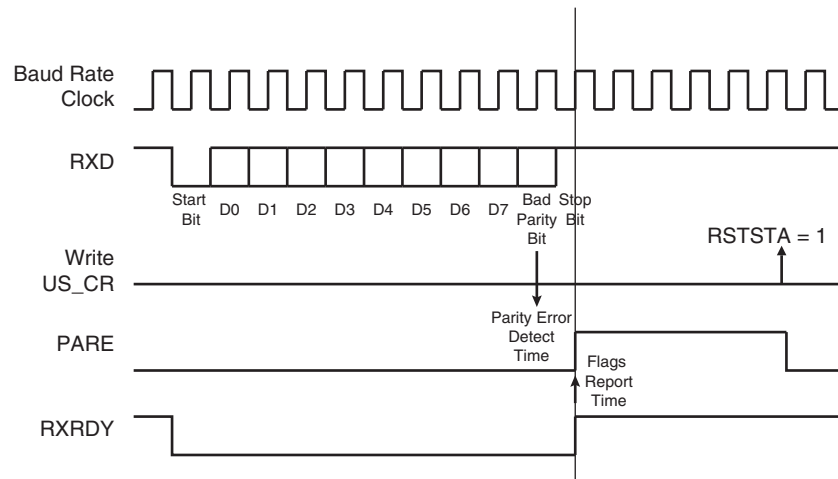 Baud Rate
Clock
RXD
Start
Bit
D0
D1
D2
D3
D4
D5
D6
D7
Bad
Parity
Bit
Stop
Bit
Write
US_CR
RSTSTA = 1
Parity Error
Detect
Time
PARE
Flags
Report
Time
RXRDY